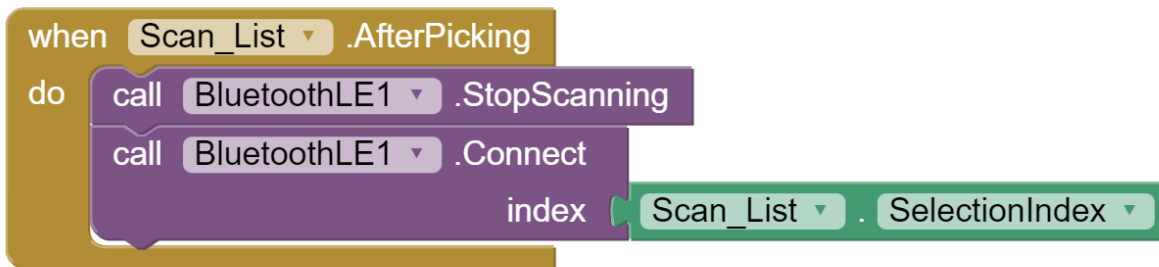 when Scan_List .AfterPicking
do call BluetoothLE1 .StopScanning
call BluetoothLE1 .Connect
index Scan_List . SelectionIndex